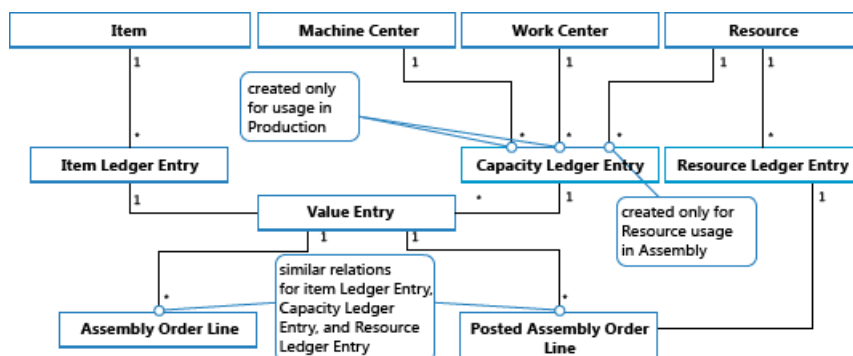 Item
Machine Center
Work Center
Resource
1
1
1
1
1
created only
for usage in
Production
*
*
*
*
*
Item Ledger Entry
Capacity Ledger Entry
Resource Ledger Entry
1
*
1
1
Value Entry
created only for
Resource usage
in Assembly
1
1
similar relations
for item Ledger Entry,
Capacity Ledger
Entry, and Resource
Ledger Entry
*
*
Assembly Order Line
Posted Assembly Order
Line